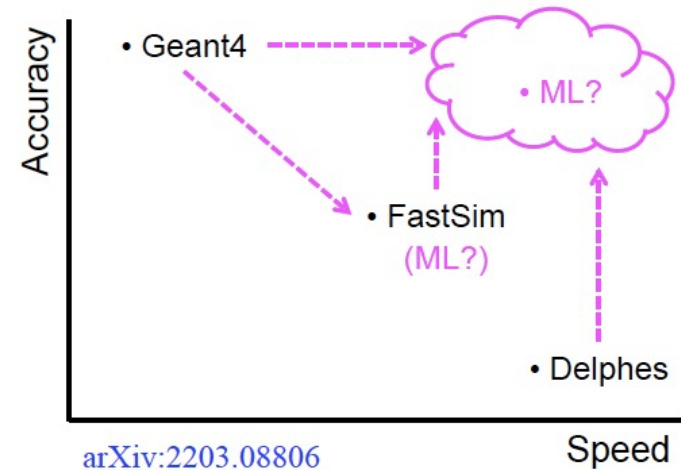 Accuracy
• Geant4
• ML?
• FastSim
(ML?)
• Delphes
arXiv:2203.08806
Speed